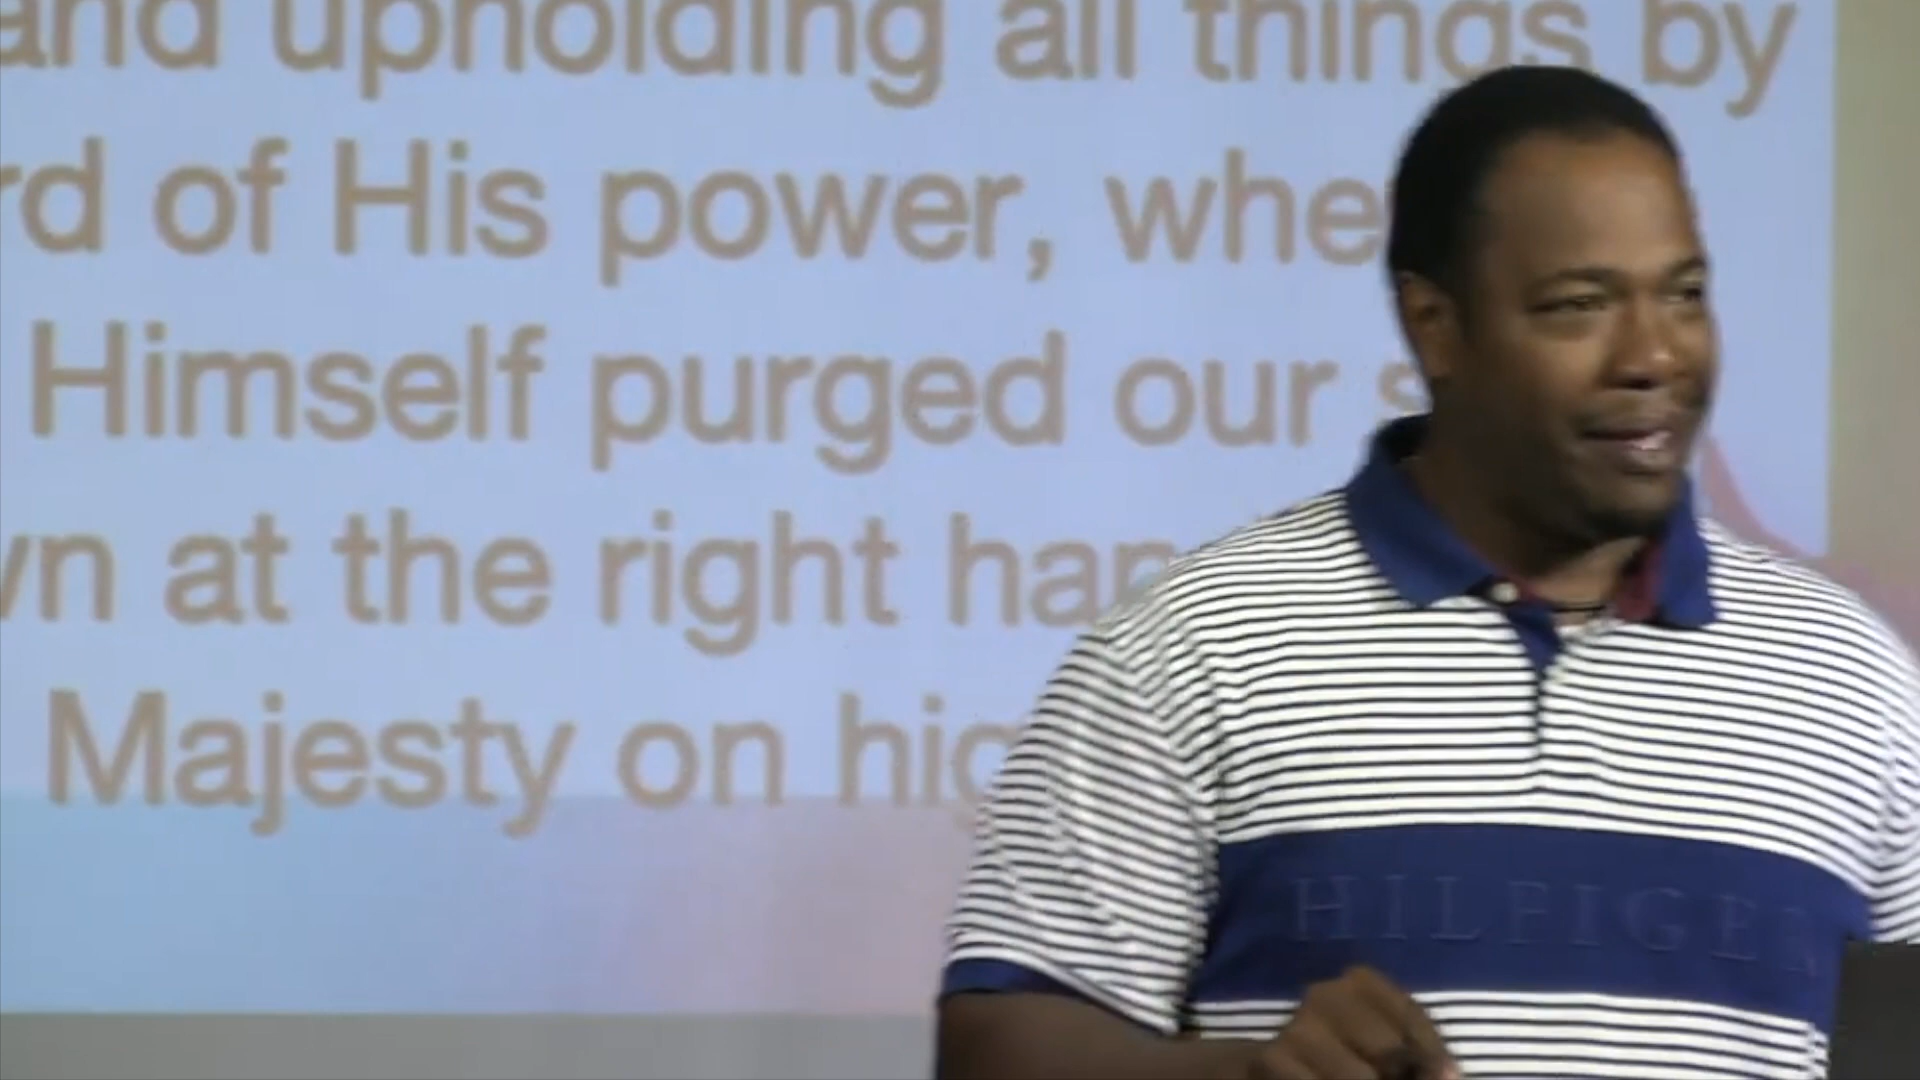 and upholding all things by
rd of His power, whe
Himself purged our s
wn at the right han
Majesty on hig
HILFIGER